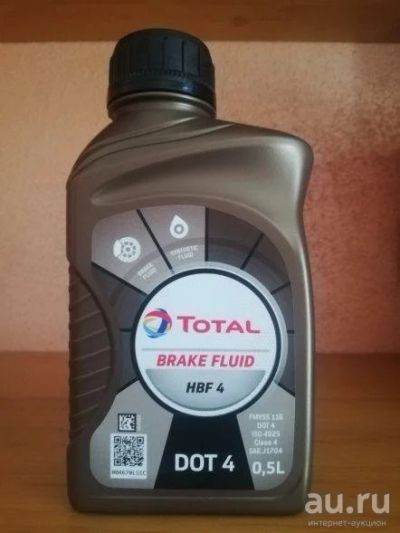 BRAKE
FLUID
SYNTHETIC
FLUID
TOTAL
BRAKE FLUID
HBF 4
FMVSS 116
DOT 4
ISO 4925
Class 4
SAE J1704
DOT 4
0,5L
au.ru
интернет-аукцион